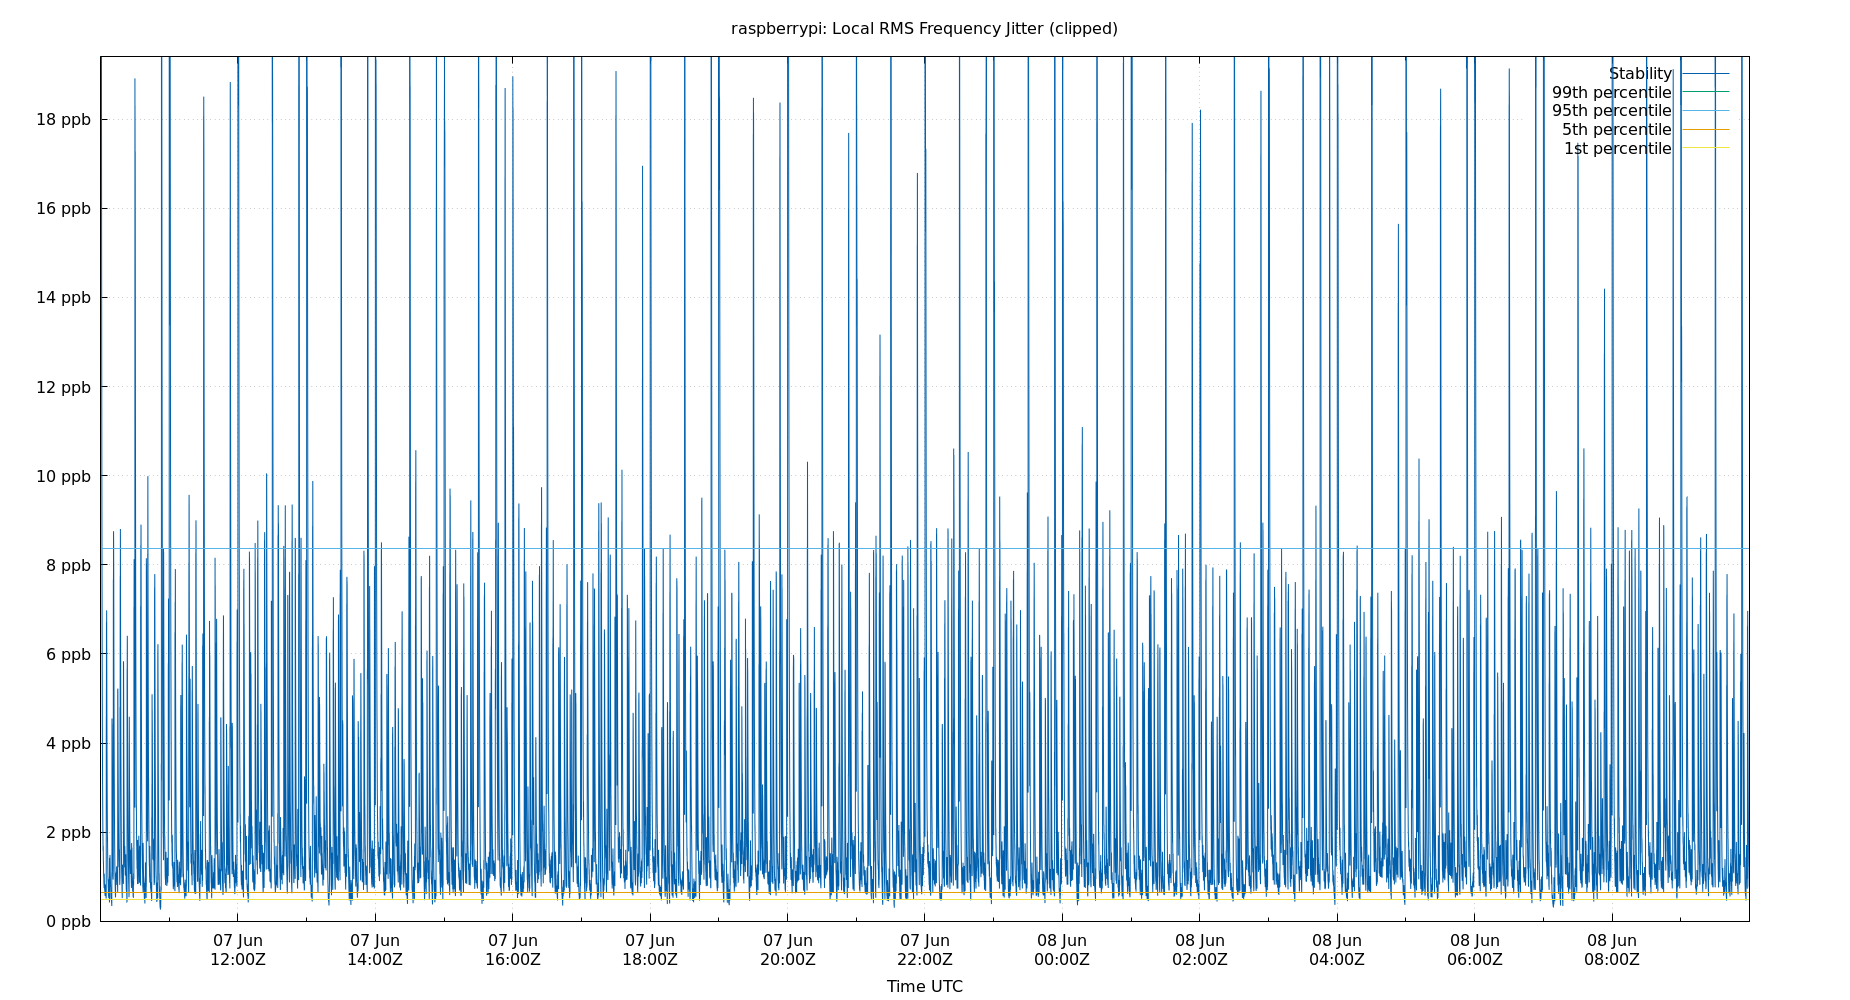 raspberrypi: Local RMS Frequency Jitter (clipped)
Stability
99th percentile
95th percentile
5th percentile
1st percentile
18 ppb
16 ppb
14 ppb
12 ppb
10 ppb
8 ppb
6 ppb
4 ppb
2 ppb
0 ppb
07 Jun 07 Jun 07 Jun 07 Jun 07 Jun 07 Jun 08 Jun 08 Jun 08 Jun 08 Jun 08 Jun
12:00Z 14:00Z 16:00Z 18:00Z 20:00Z 22:00Z 00:00Z 02:00Z 04:00Z 06:00Z 08:00Z
Time UTC